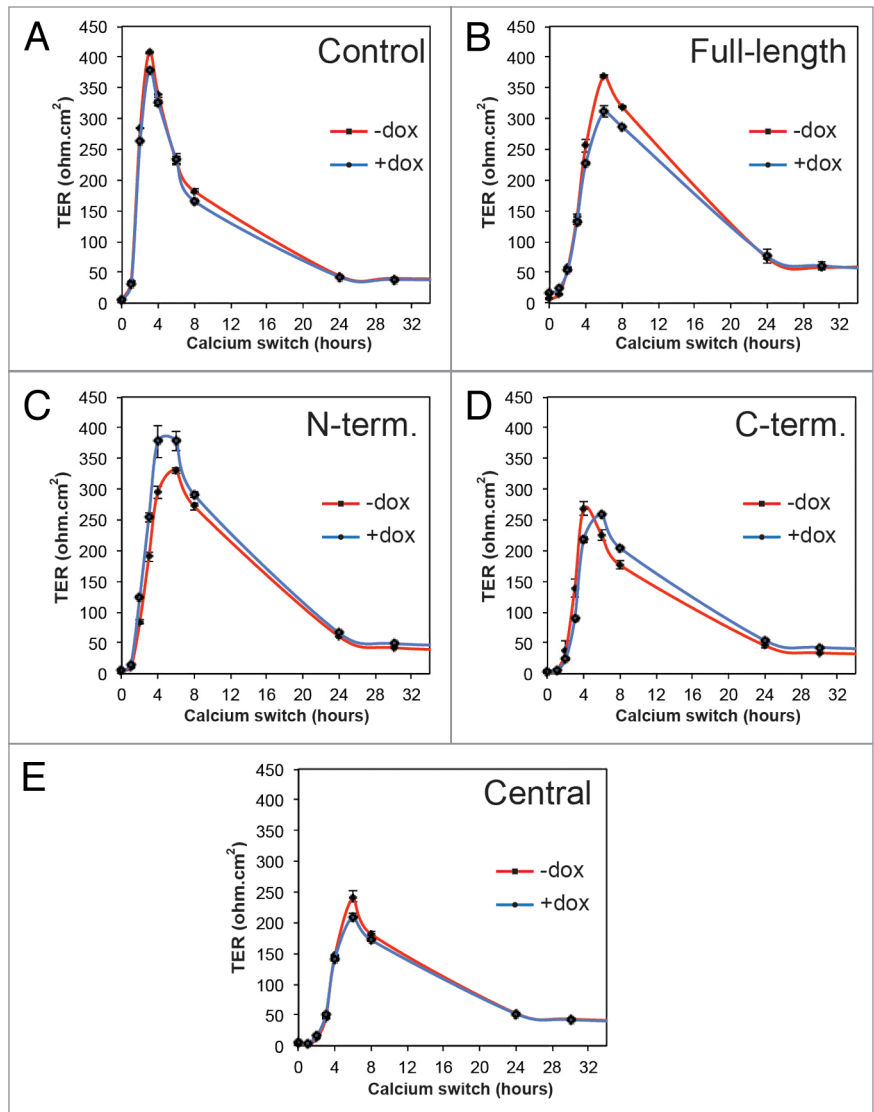 A
Control
TER (ohm.cm²)
450
400
350
300
250
200
150
100
50
0
-dox
+dox
0 4 8 12 16 20 24 28 32
Calcium switch (hours)
B
Full-length
TER (ohm.cm²)
450
400
350
300
250
200
150
100
50
0
-dox
+dox
0 4 8 12 16 20 24 28 32
Calcium switch (hours)
C
N-term.
TER (ohm.cm²)
450
400
350
300
250
200
150
100
50
0
-dox
+dox
0 4 8 12 16 20 24 28 32
Calcium switch (hours)
D
C-term.
TER (ohm.cm²)
450
400
350
300
250
200
150
100
50
0
-dox
+dox
0 4 8 12 16 20 24 28 32
Calcium switch (hours)
E
Central
TER (ohm.cm²)
450
400
350
300
250
200
150
100
50
0
-dox
+dox
0 4 8 12 16 20 24 28 32
Calcium switch (hours)